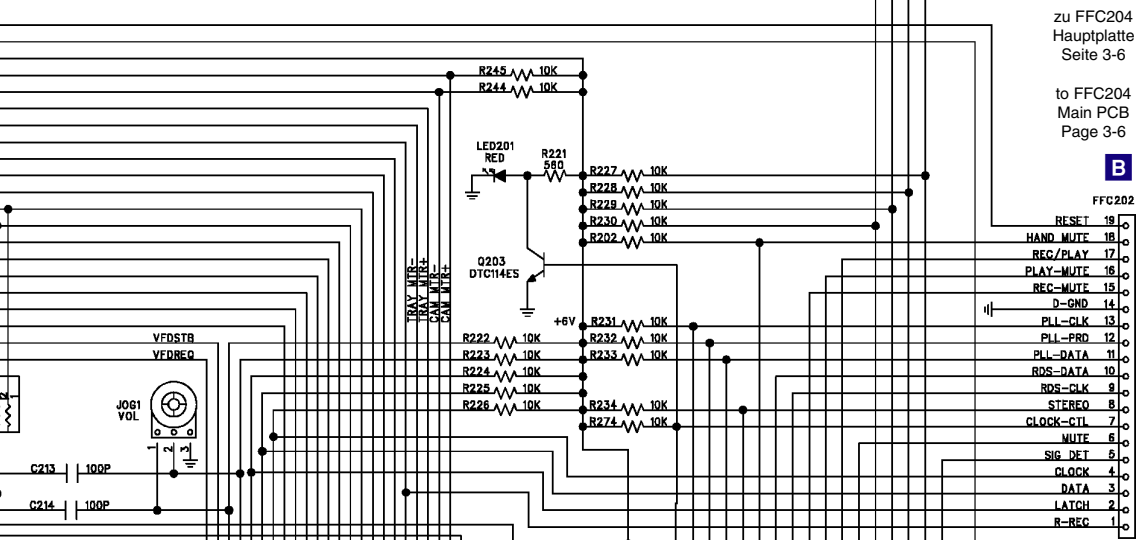 zu FFC204
Hauptplatte
Seite 3-6
to FFC204
Main PCB
Page 3-6
B
FFC202
R245 10K
R244 10K
LED201
RED
R221
560
R227 10K
R228 10K
R229 10K
R230 10K
R202 10K
Q203
DTC114ES
TRAY MTR-
TRAY MTR+
CAM MTR-
CAM MTR+
+6V R231 10K
R222 10K R232 10K
R223 10K R233 10K
R224 10K
R225 10K
R226 10K R234 10K
R274 10K
VFDSTB
VFDREQ
JOG1
VOL
1 2 3
2 1
C213 100P
C214 100P
RESET 19
HAND MUTE 18
REC/PLAY 17
PLAY-MUTE 16
REC-MUTE 15
D-GND 14
PLL-CLK 13
PLL-PRD 12
PLL-DATA 11
RDS-DATA 10
RDS-CLK 9
STEREO 8
CLOCK-CTL 7
MUTE 6
SIG DET 5
CLOCK 4
DATA 3
LATCH 2
R-REC 1